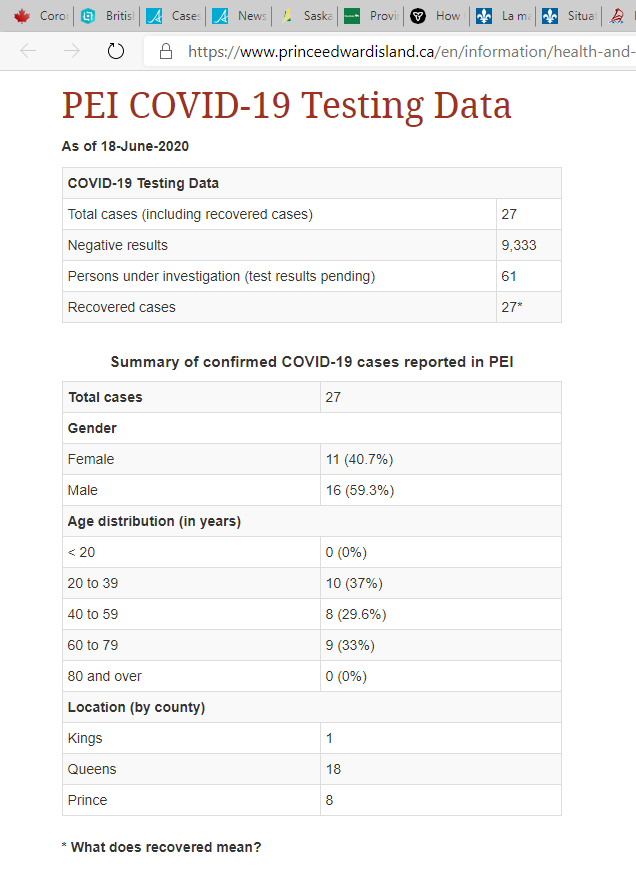 Coron
Britis
Cases
News
Saska
Provi
How
La ma
Situat
https://www.princeedwardisland.ca/en/information/health-and-
PEI COVID-19 Testing Data
As of 18-June-2020
COVID-19 Testing Data
Total cases (including recovered cases) 27
Negative results 9,333
Persons under investigation (test results pending) 61
Recovered cases 27*
Summary of confirmed COVID-19 cases reported in PEI
Total cases 27
Gender
Female 11 (40.7%)
Male 16 (59.3%)
Age distribution (in years)
< 20 0 (0%)
20 to 39 10 (37%)
40 to 59 8 (29.6%)
60 to 79 9 (33%)
80 and over 0 (0%)
Location (by county)
Kings 1
Queens 18
Prince 8
* What does recovered mean?